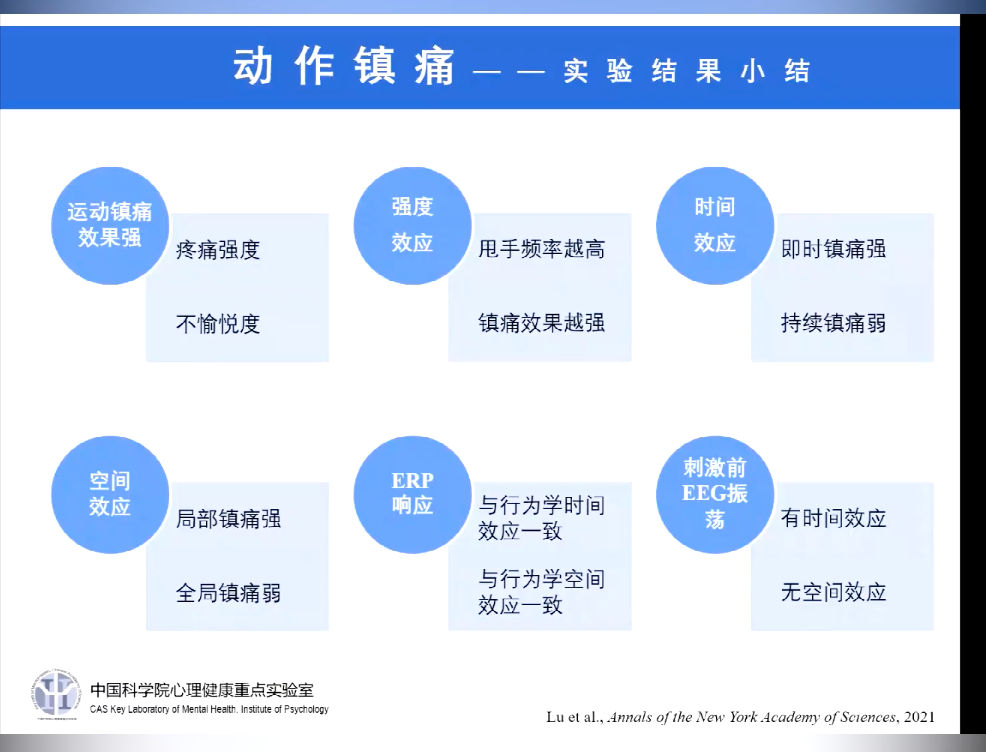 动作镇痛——实验结果小结
运动镇痛
效果强
疼痛强度
不愉悦度
强度
效应
甩手频率越高
镇痛效果越强
时间
效应
即时镇痛强
持续镇痛弱
空间
效应
局部镇痛强
全局镇痛弱
ERP
响应
与行为学时间
效应一致
与行为学空间
效应一致
刺激前
EEG振
荡
有时间效应
无空间效应
中国科学院心理健康重点实验室
CAS Key Laboratory of Mental Health, Institute of Psychology
Lu et al., Annals of the New York Academy of Sciences, 2021